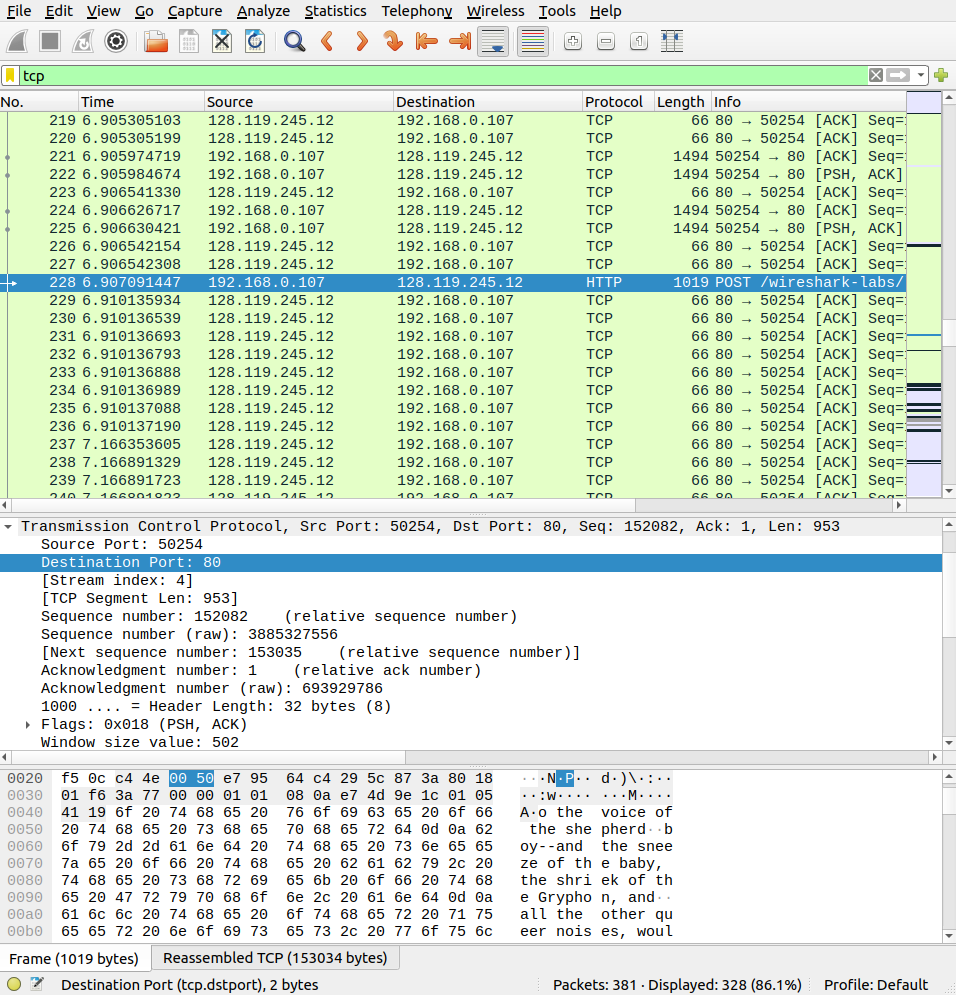 File Edit View Go Capture Analyze Statistics Telephony Wireless Tools Help
tcp
No. Time Source Destination Protocol Length Info
219 6.905305103 128.119.245.12 192.168.0.107 TCP 66 80 → 50254 [ACK] Seq=
220 6.905305199 128.119.245.12 192.168.0.107 TCP 66 80 → 50254 [ACK] Seq=
221 6.905974719 192.168.0.107 128.119.245.12 TCP 1494 50254 → 80 [ACK] Seq=
222 6.905984674 192.168.0.107 128.119.245.12 TCP 1494 50254 → 80 [PSH, ACK]
223 6.906541330 128.119.245.12 192.168.0.107 TCP 66 80 → 50254 [ACK] Seq=
224 6.906626717 192.168.0.107 128.119.245.12 TCP 1494 50254 → 80 [ACK] Seq=
225 6.906630421 192.168.0.107 128.119.245.12 TCP 1494 50254 → 80 [PSH, ACK]
226 6.906542154 128.119.245.12 192.168.0.107 TCP 66 80 → 50254 [ACK] Seq=
227 6.906542308 128.119.245.12 192.168.0.107 TCP 66 80 → 50254 [ACK] Seq=
228 6.907091447 192.168.0.107 128.119.245.12 HTTP 1019 POST /wireshark-labs/
229 6.910135934 128.119.245.12 192.168.0.107 TCP 66 80 → 50254 [ACK] Seq=
230 6.910136539 128.119.245.12 192.168.0.107 TCP 66 80 → 50254 [ACK] Seq=
231 6.910136693 128.119.245.12 192.168.0.107 TCP 66 80 → 50254 [ACK] Seq=
232 6.910136793 128.119.245.12 192.168.0.107 TCP 66 80 → 50254 [ACK] Seq=
233 6.910136888 128.119.245.12 192.168.0.107 TCP 66 80 → 50254 [ACK] Seq=
234 6.910136989 128.119.245.12 192.168.0.107 TCP 66 80 → 50254 [ACK] Seq=
235 6.910137088 128.119.245.12 192.168.0.107 TCP 66 80 → 50254 [ACK] Seq=
236 6.910137190 128.119.245.12 192.168.0.107 TCP 66 80 → 50254 [ACK] Seq=
237 7.166353605 128.119.245.12 192.168.0.107 TCP 66 80 → 50254 [ACK] Seq=
238 7.166891329 128.119.245.12 192.168.0.107 TCP 66 80 → 50254 [ACK] Seq=
239 7.166891723 128.119.245.12 192.168.0.107 TCP 66 80 → 50254 [ACK] Seq=
240 7.166891823 128.119.245.12 192.168.0.107 TCP 66 80 → 50254 [ACK] Seq=
Transmission Control Protocol, Src Port: 50254, Dst Port: 80, Seq: 152082, Ack: 1, Len: 953
Source Port: 50254
Destination Port: 80
[Stream index: 4]
[TCP Segment Len: 953]
Sequence number: 152082    (relative sequence number)
Sequence number (raw): 3885327556
[Next sequence number: 153035    (relative sequence number)]
Acknowledgment number: 1    (relative ack number)
Acknowledgment number (raw): 693929786
1000 .... = Header Length: 32 bytes (8)
Flags: 0x018 (PSH, ACK)
Window size value: 502
0020 f5 0c c4 4e 00 50 e7 95 64 c4 29 5c 87 3a 80 18 ···N·P·· d·)\·:··
0030 01 f6 3a 77 00 00 01 01 08 0a e7 4d 9e 1c 01 05 ··:w···· ···M····
0040 41 19 6f 20 74 68 65 20 76 6f 69 63 65 20 6f 66 A·o the voice of
0050 20 74 68 65 20 73 68 65 70 68 65 72 64 0d 0a 62 the she pherd··b
0060 6f 79 2d 2d 61 6e 64 20 74 68 65 20 73 6e 65 65 oy--and the snee
0070 7a 65 20 6f 66 20 74 68 65 20 62 61 62 79 2c 20 ze of th e baby,
0080 74 68 65 20 73 68 72 69 65 6b 20 6f 66 20 74 68 the shri ek of th
0090 65 20 47 72 79 70 68 6f 6e 2c 20 61 6e 64 0d 0a e Grypho n, and··
00a0 61 6c 6c 20 74 68 65 20 6f 74 68 65 72 20 71 75 all the other qu
00b0 65 65 72 20 6e 6f 69 73 65 73 2c 20 77 6f 75 6c eer nois es, woul
Frame (1019 bytes) Reassembled TCP (153034 bytes)
Destination Port (tcp.dstport), 2 bytes Packets: 381 · Displayed: 328 (86.1%) Profile: Default